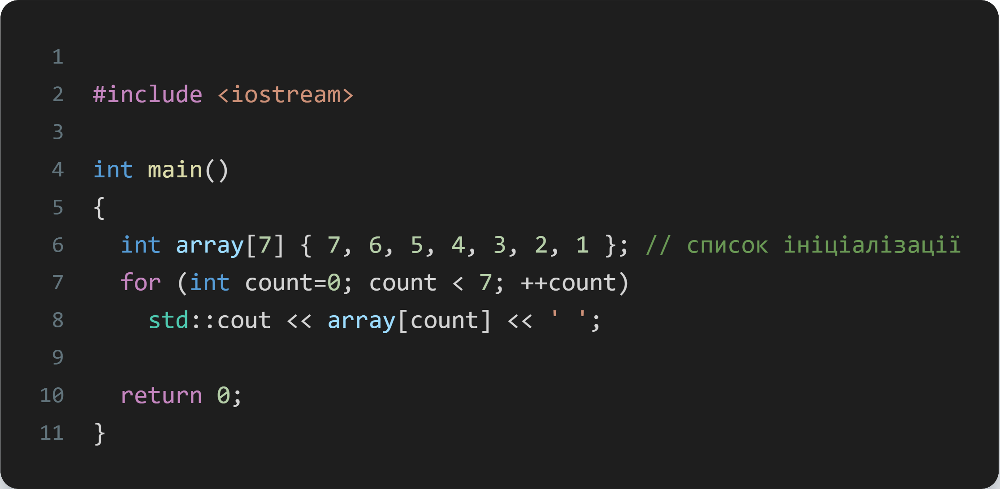 1
2 #include <iostream>
3
4 int main()
5 {
6   int array[7] { 7, 6, 5, 4, 3, 2, 1 }; // список ініціалізації
7   for (int count=0; count < 7; ++count)
8     std::cout << array[count] << ' ';
9
10   return 0;
11 }